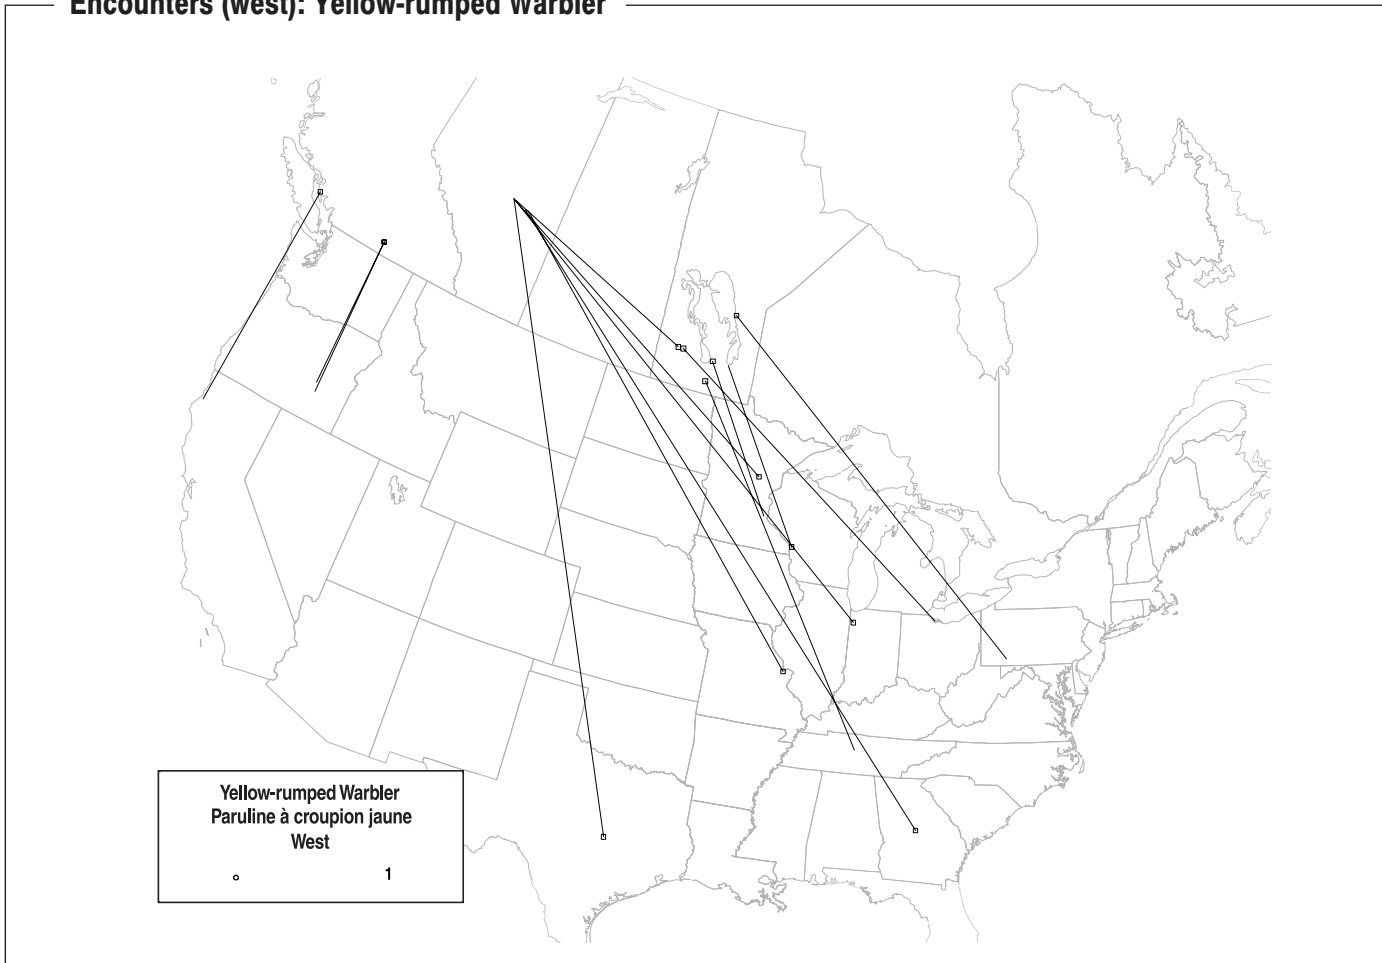 Encounters (west): Yellow-rumped Warbler
Yellow-rumped Warbler
Paruline à croupion jaune
West
1